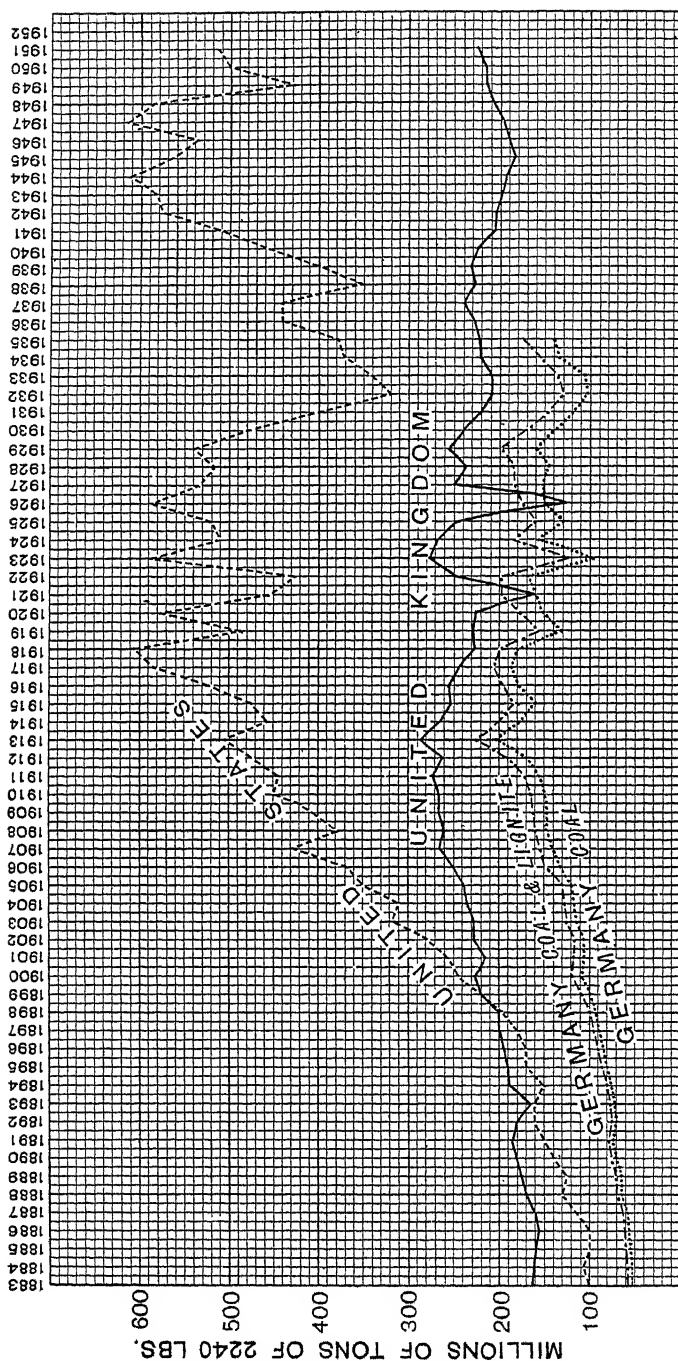 1883 1884 1885 1886 1887 1888 1889 1890 1891 1892 1893 1894 1895 1896 1897 1898 1899 1900 1901 1902 1903 1904 1905 1906 1907 1908 1909 1910 1911 1912 1913 1914 1915 1916 1917 1918 1919 1920 1921 1922 1923 1924 1925 1926 1927 1928 1929 1930 1931 1932 1933 1934 1935 1936 1937 1938 1939 1940 1941 1942 1943 1944 1945 1946 1947 1948 1949 1950 1951 1952
MILLIONS OF TONS OF 2240 LBS.
600
500
400
300
200
100
UNITED STATES
UNITED KINGDOM
GERMANY COAL & LIGNITE
GERMANY COAL